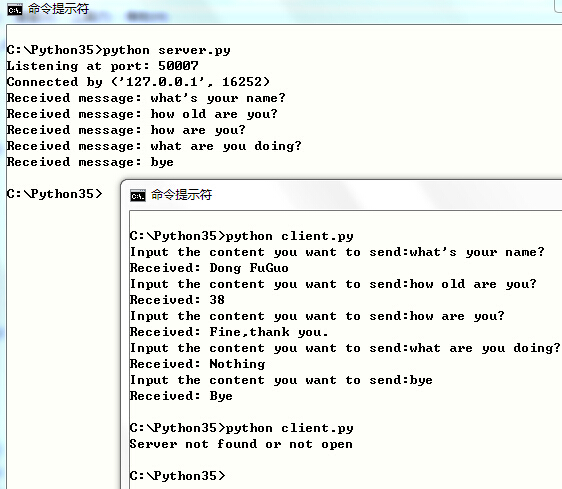 命令提示符
C:\Python35>python server.py
Listening at port: 50007
Connected by ('127.0.0.1', 16252)
Received message: what's your name?
Received message: how old are you?
Received message: how are you?
Received message: what are you doing?
Received message: bye
C:\Python35>
命令提示符
C:\Python35>python client.py
Input the content you want to send:what's your name?
Received: Dong FuGuo
Input the content you want to send:how old are you?
Received: 38
Input the content you want to send:how are you?
Received: Fine,thank you.
Input the content you want to send:what are you doing?
Received: Nothing
Input the content you want to send:bye
Received: Bye
C:\Python35>python client.py
Server not found or not open
C:\Python35>